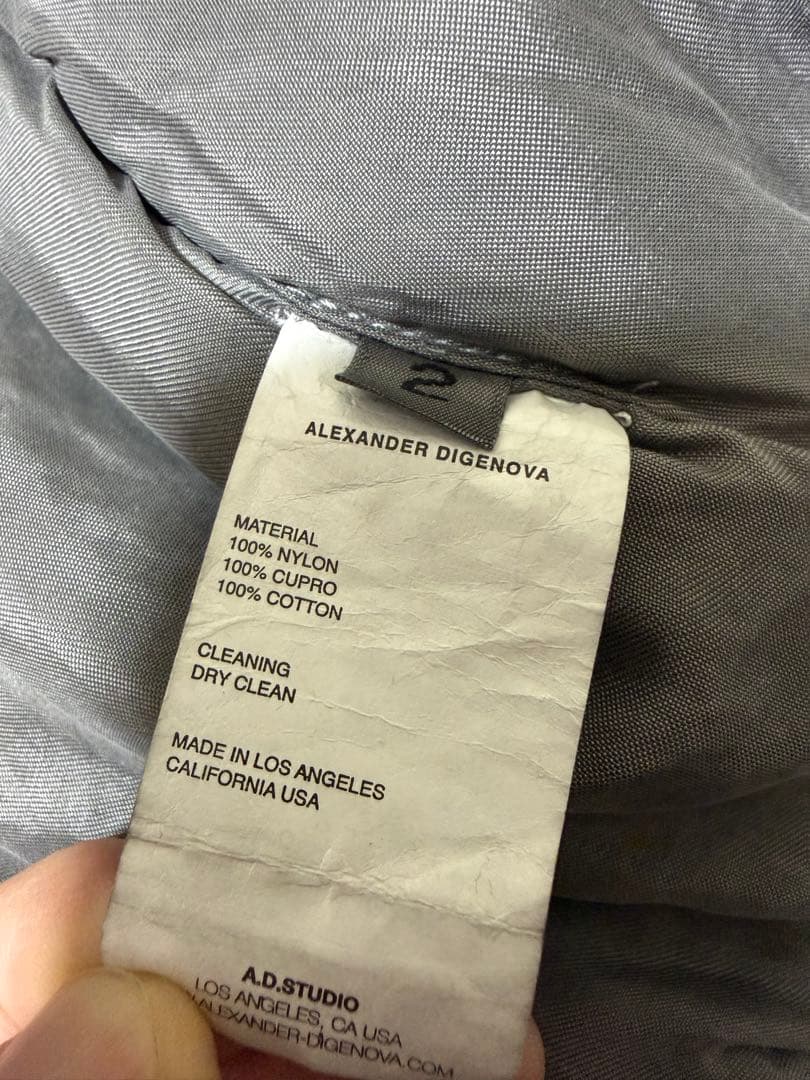 2
ALEXANDER DIGENOVA
MATERIAL
100% NYLON
100% CUPRO
100% COTTON
CLEANING
DRY CLEAN
MADE IN LOS ANGELES
CALIFORNIA USA
A.D.STUDIO
LOS ANGELES, CA USA
ALEXANDER-DIGENOVA.COM